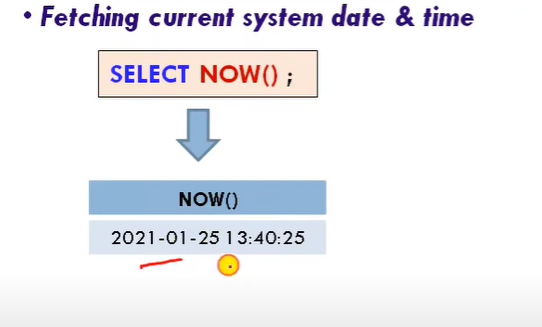 • Fetching current system date & time
SELECT NOW() ;
NOW()
2021-01-25 13:40:25